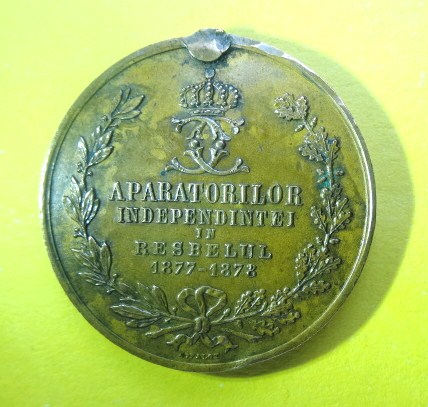 APARATORILOR
INDEPENDINTEI
IN
RESBELUL
1877-1878